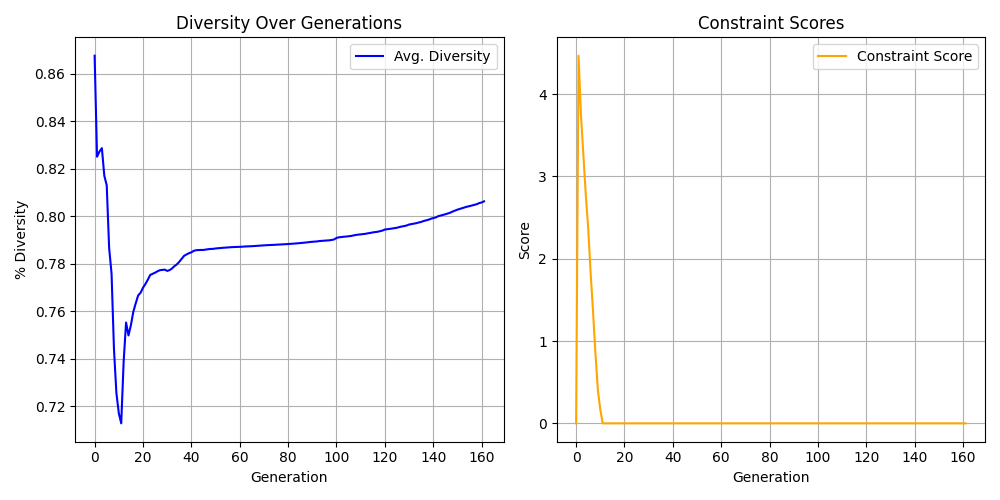 Diversity Over Generations
Avg. Diversity
% Diversity
0.86
0.84
0.82
0.80
0.78
0.76
0.74
0.72
0 20 40 60 80 100 120 140 160
Generation
Constraint Scores
Constraint Score
Score
4
3
2
1
0
0 20 40 60 80 100 120 140 160
Generation